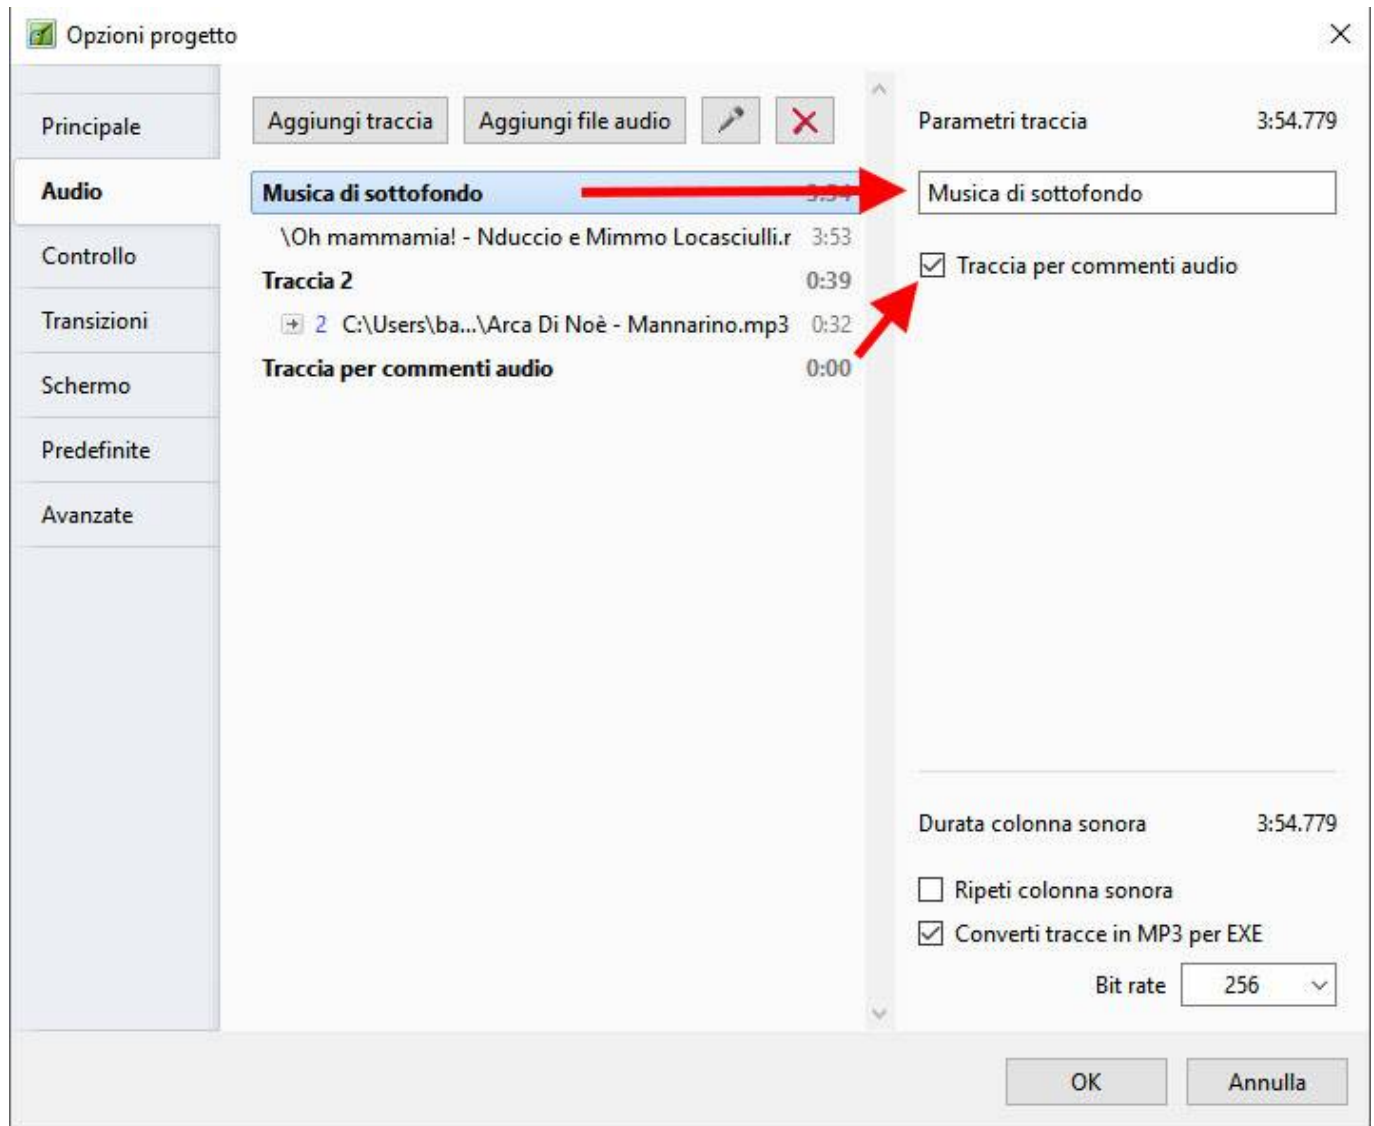 Opzioni progetto
Principale
Audio
Controllo
Transizioni
Schermo
Predefinite
Avanzate
Aggiungi traccia Aggiungi file audio
Musica di sottofondo 3:54
\Oh mammamia! - Nduccio e Mimmo Locasciulli.r 3:53
Traccia 2 0:39
2 C:\Users\ba...\Arca Di Noè - Mannarino.mp3 0:32
Traccia per commenti audio 0:00
Parametri traccia 3:54.779
Musica di sottofondo
Traccia per commenti audio
Durata colonna sonora 3:54.779
Ripeti colonna sonora
Converti tracce in MP3 per EXE
Bit rate 256
OK Annulla